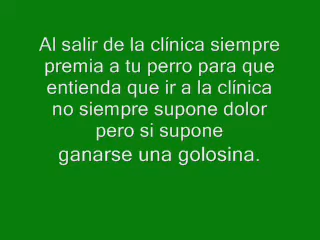 Al salir de la clínica siempre
premia a tu perro para que
entienda que ir a la clínica
no siempre supone dolor
pero si supone
ganarse una golosina.